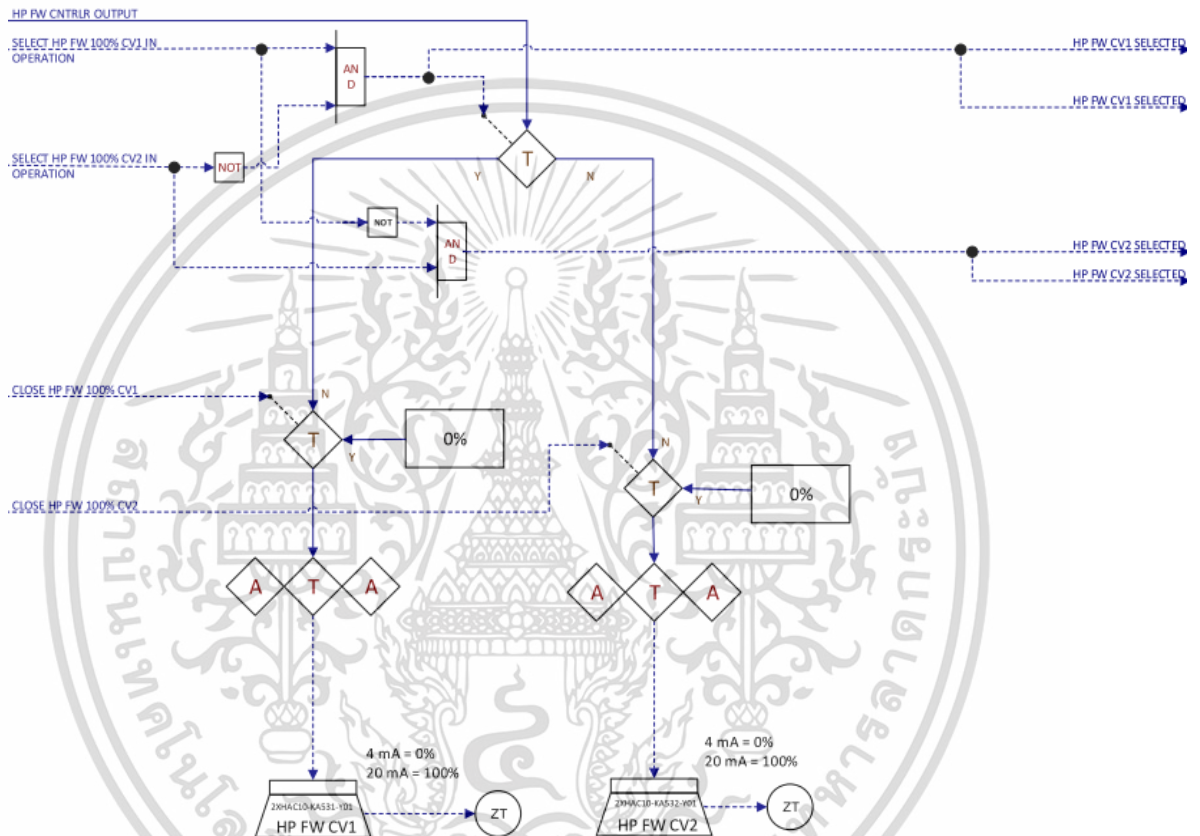 HP FW CNTRLR OUTPUT
SELECT HP FW 100% CV1 IN
OPERATION
HP FW CV1 SELECTED
AN
D
HP FW CV1 SELECTED
SELECT HP FW 100% CV2 IN
OPERATION
NOT
T
Y
N
NOT
AN
D
HP FW CV2 SELECTED
HP FW CV2 SELECTED
CLOSE HP FW 100% CV1
N
T
Y
0%
N
T
Y
0%
CLOSE HP FW 100% CV2
A
T
A
A
T
A
4 mA = 0%
20 mA = 100%
4 mA = 0%
20 mA = 100%
2XHAC10-KA531-Y01
HP FW CV1
ZT
2XHAC10-KA532-Y01
HP FW CV2
ZT